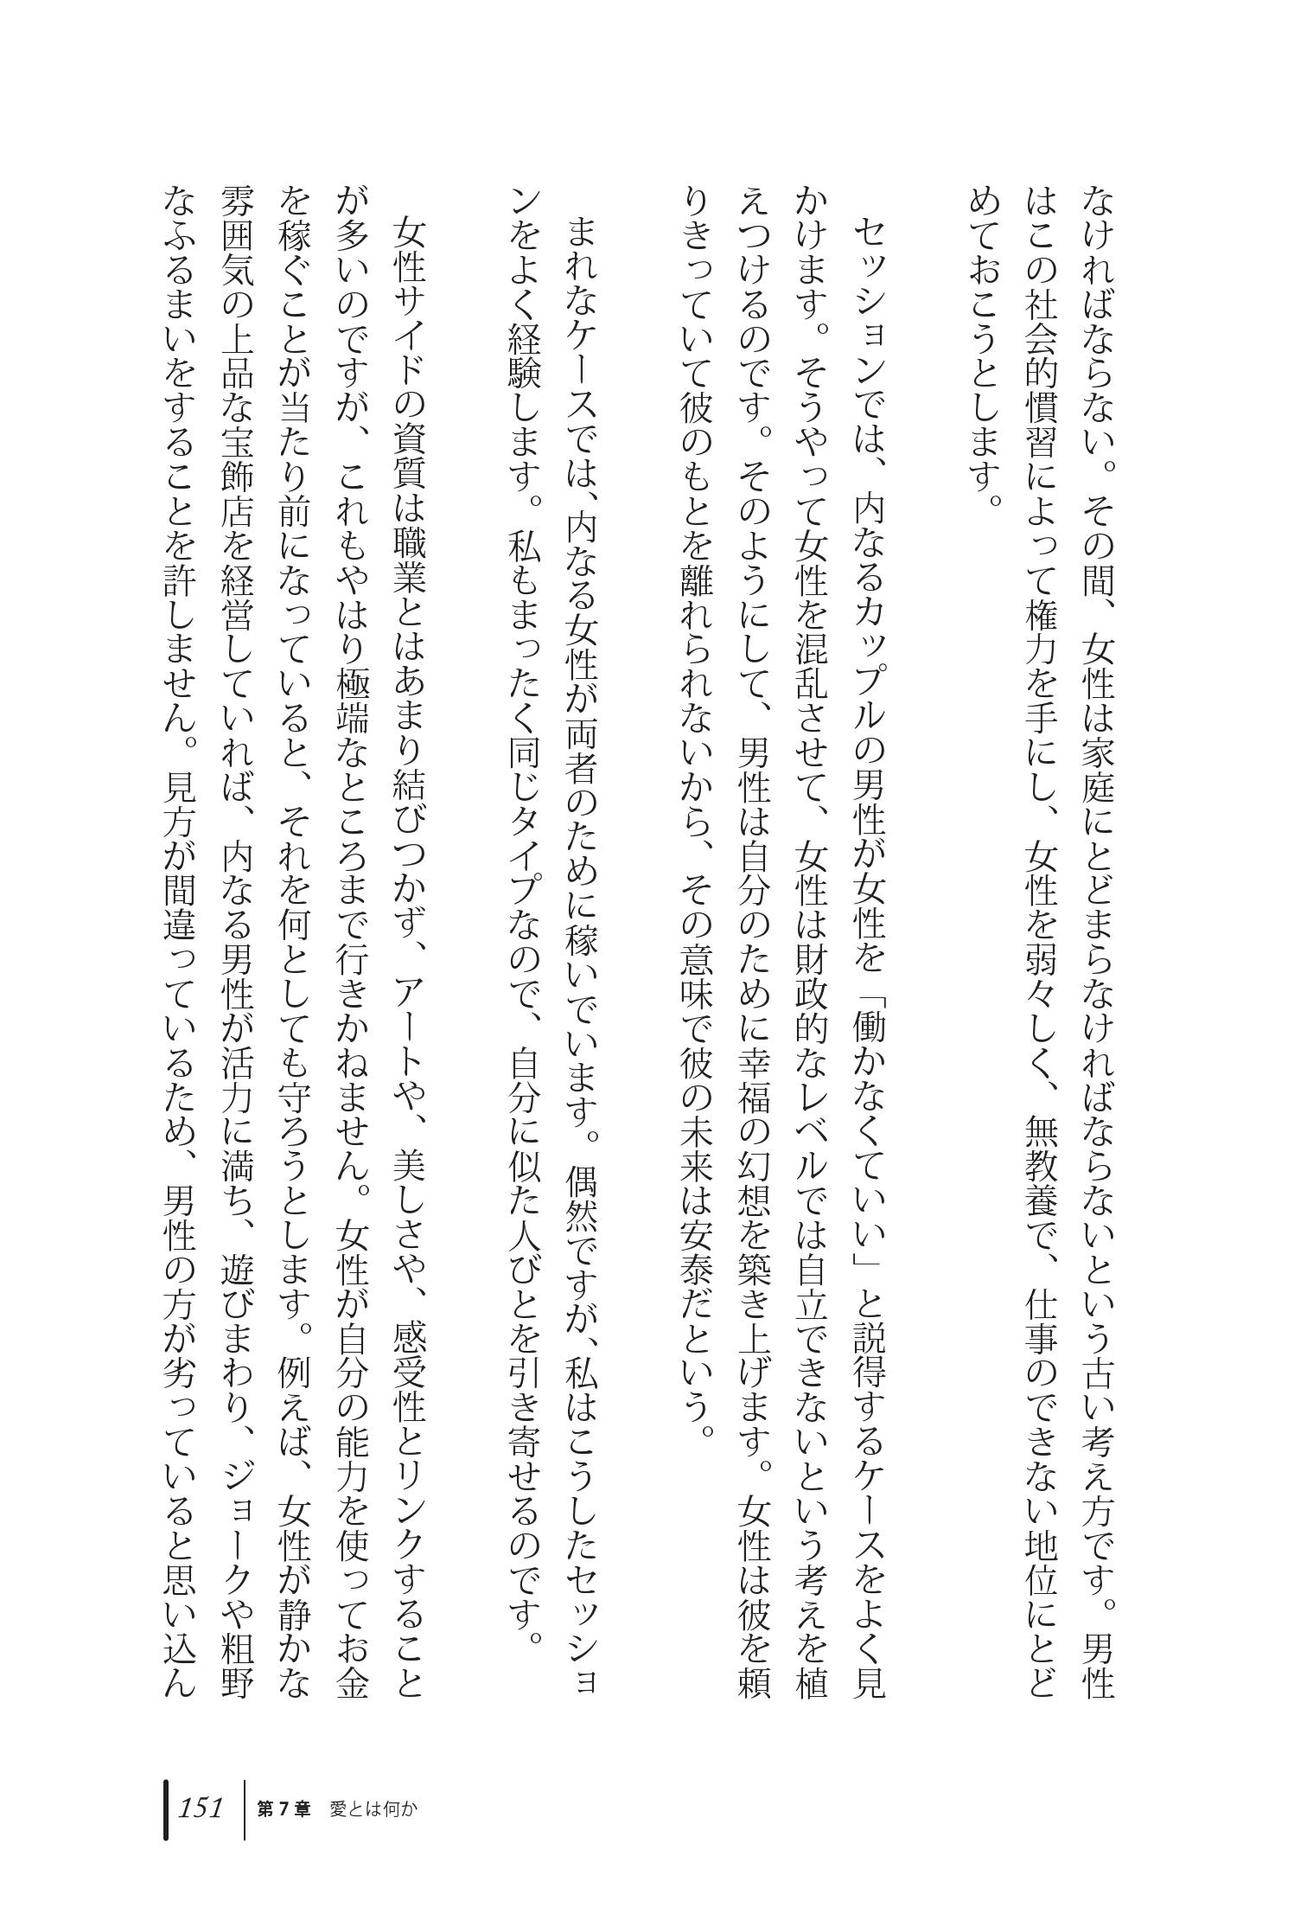 なければならない。その間、女性は家庭にとどまらなければならないという古い考え方です。男性
はこの社会的慣習によって権力を手にし、女性を弱々しく、無教養で、仕事のできない地位にとど
めておこうとします。
セッションでは、内なるカップルの男性が女性を「働かなくていい」と説得するケースをよく見
かけます。そうやって女性を混乱させて、女性は財政的なレベルでは自立できないという考えを植
えつけるのです。そのようにして、男性は自分のために幸福の幻想を築き上げます。女性は彼を頼
りきっていて彼のもとを離れられないから、その意味で彼の未来は安泰だという。
まれなケースでは、内なる女性が両者のために稼いでいます。偶然ですが、私はこうしたセッショ
ンをよく経験します。私もまったく同じタイプなので、自分に似た人びとを引き寄せるのです。
女性サイドの資質は職業とはあまり結びつかず、アートや、美しさや、感受性とリンクすること
が多いのですが、これもやはり極端なところまで行きかねません。女性が自分の能力を使ってお金
を稼ぐことが当たり前になっていると、それを何としても守ろうとします。例えば、女性が静かな
雰囲気の上品な宝飾店を経営していれば、内なる男性が活力に満ち、遊びまわり、ジョークや粗野
なふるまいをすることを許しません。見方が間違っているため、男性の方が劣っていると思い込ん
151 第7章 愛とは何か